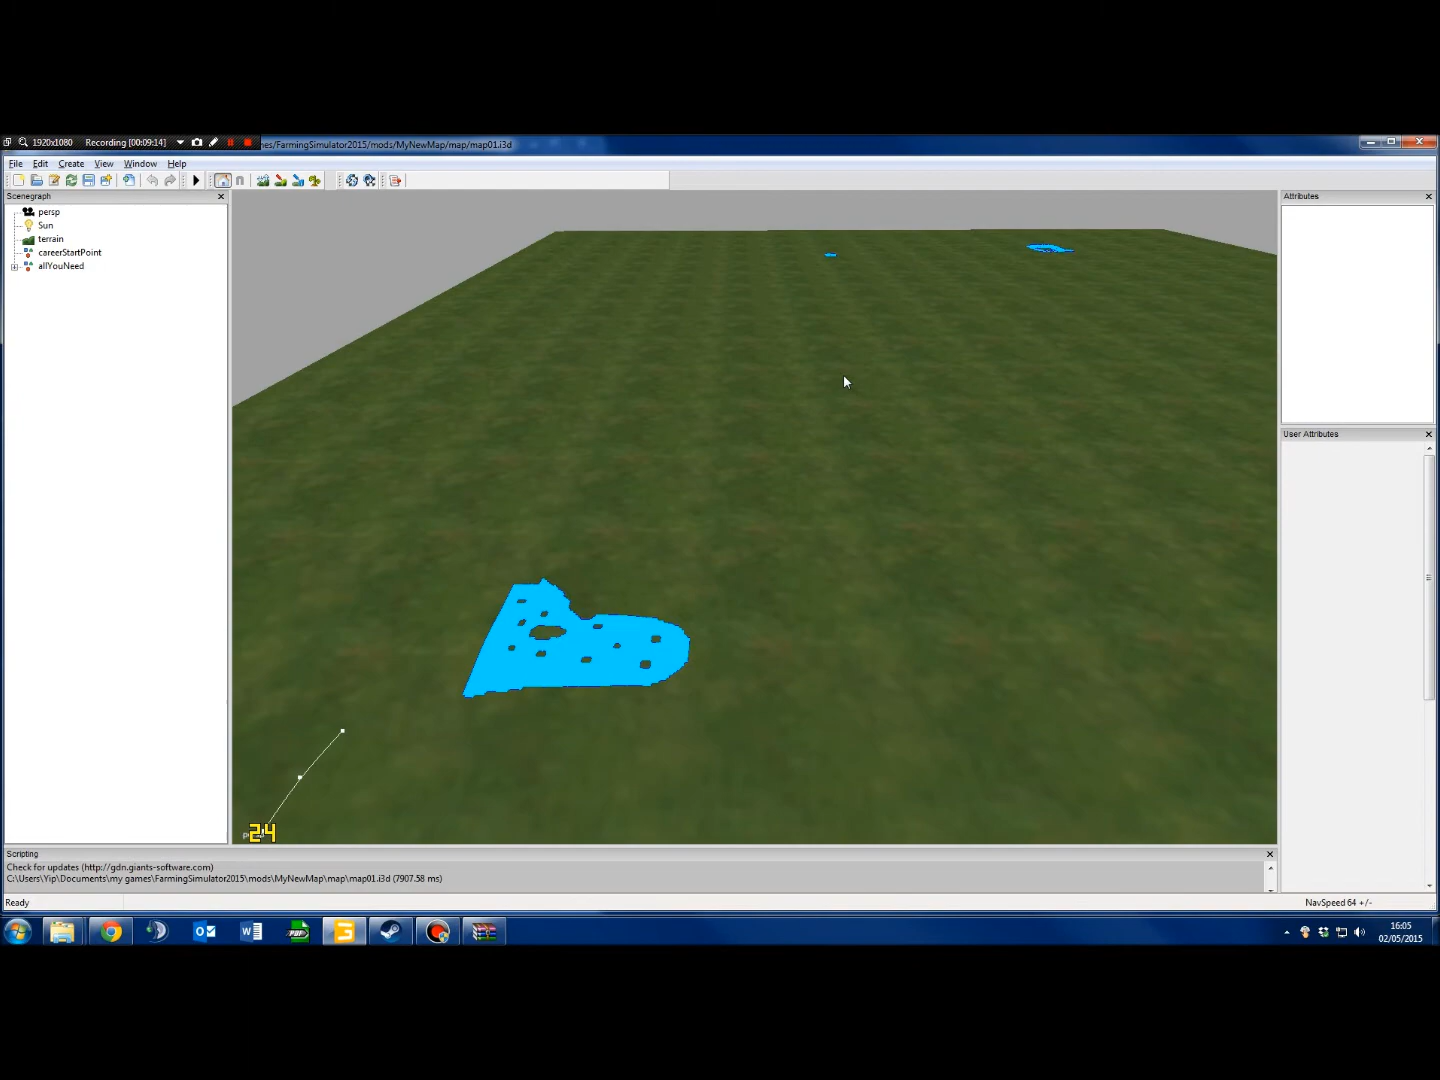 1920x1080 Recording [00:09:14] nes/FarmingSimulator2015/mods/MyNewMap/map/map01.i3d
File Edit Create View Window Help
Scenegraph
Attributes
persp
Sun
terrain
careerStartPoint
allYouNeed
User Attributes
24
Scripting
Check for updates (http://gdn.giants-software.com)
C:\Users\Yip\Documents\my games\FarmingSimulator2015\mods\MyNewMap\map\map01.i3d (7907.58 ms)
Ready
NavSpeed 64 +/-
16:05
02/05/2015